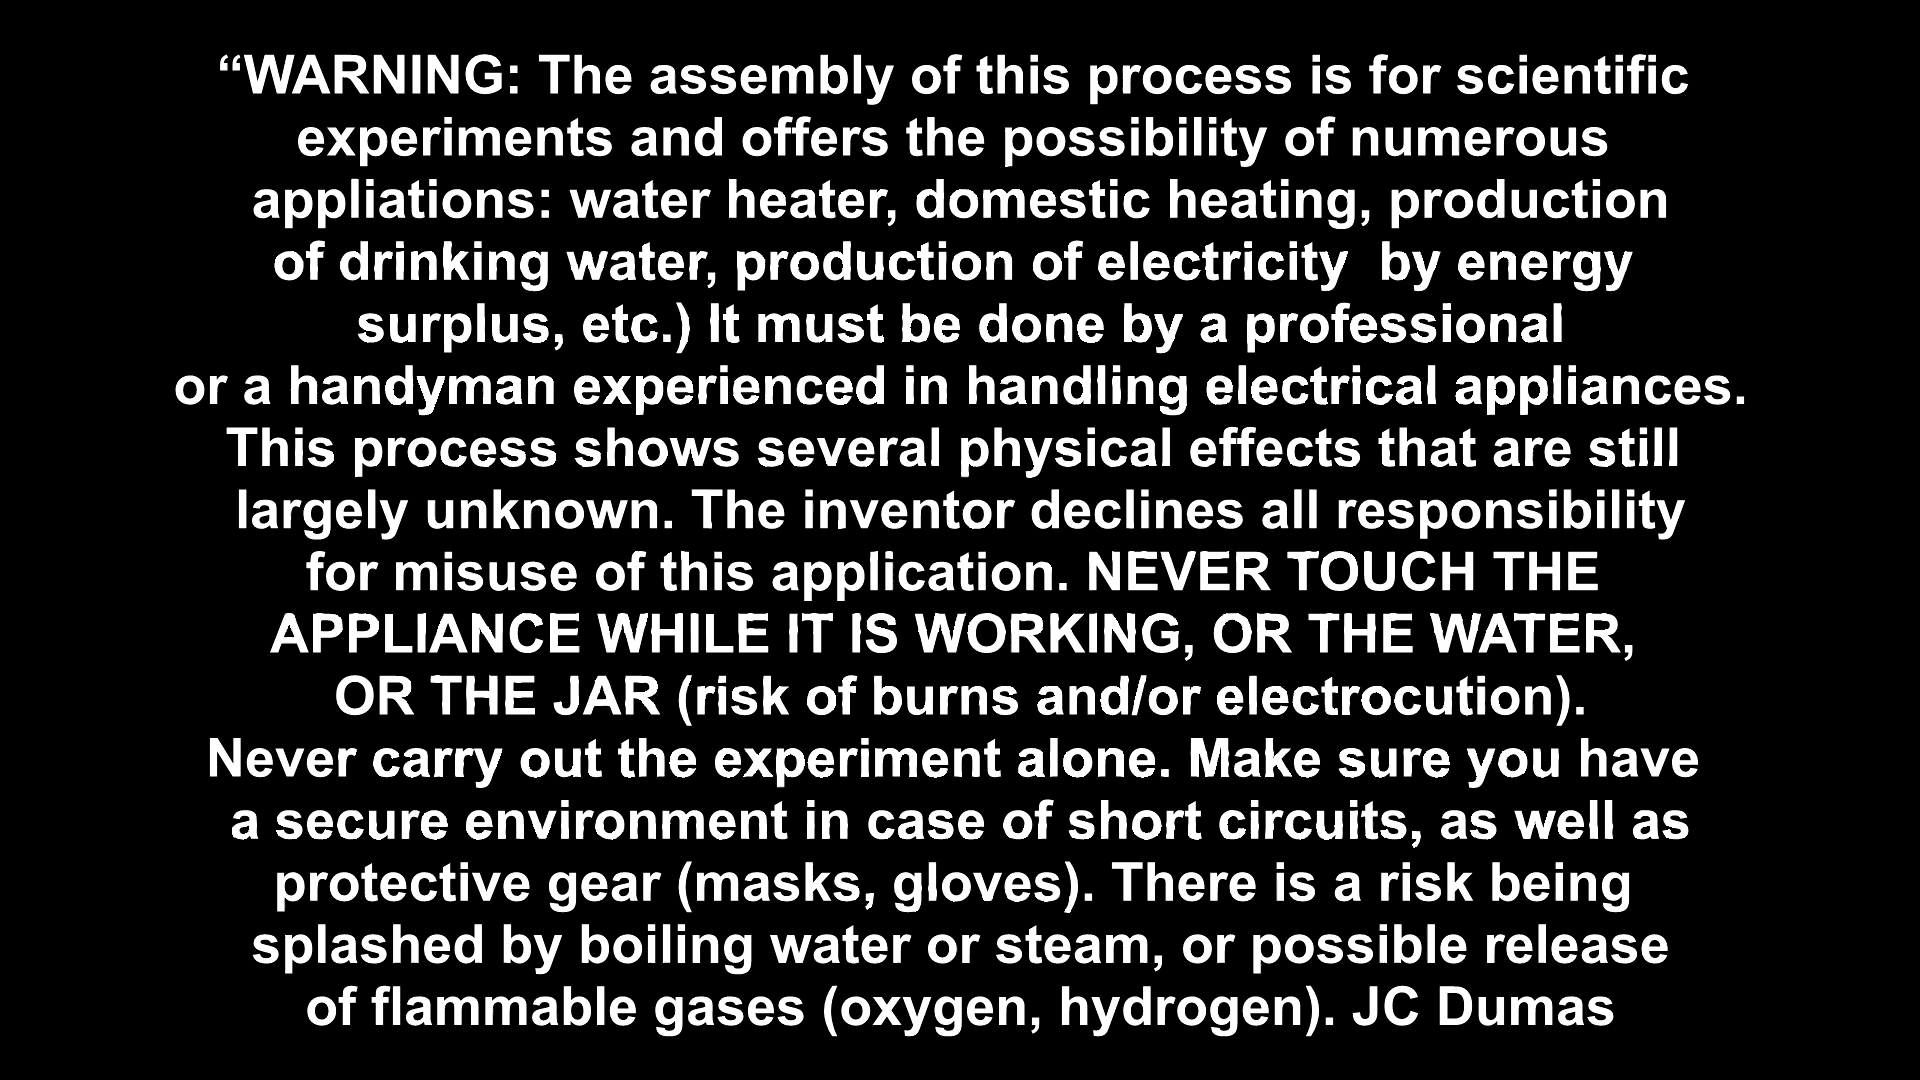 “WARNING: The assembly of this process is for scientific
experiments and offers the possibility of numerous
appliations: water heater, domestic heating, production
of drinking water, production of electricity  by energy
surplus, etc.) It must be done by a professional
or a handyman experienced in handling electrical appliances.
This process shows several physical effects that are still
largely unknown. The inventor declines all responsibility
for misuse of this application. NEVER TOUCH THE
APPLIANCE WHILE IT IS WORKING, OR THE WATER,
OR THE JAR (risk of burns and/or electrocution).
Never carry out the experiment alone. Make sure you have
a secure environment in case of short circuits, as well as
protective gear (masks, gloves). There is a risk being
splashed by boiling water or steam, or possible release
of flammable gases (oxygen, hydrogen). JC Dumas